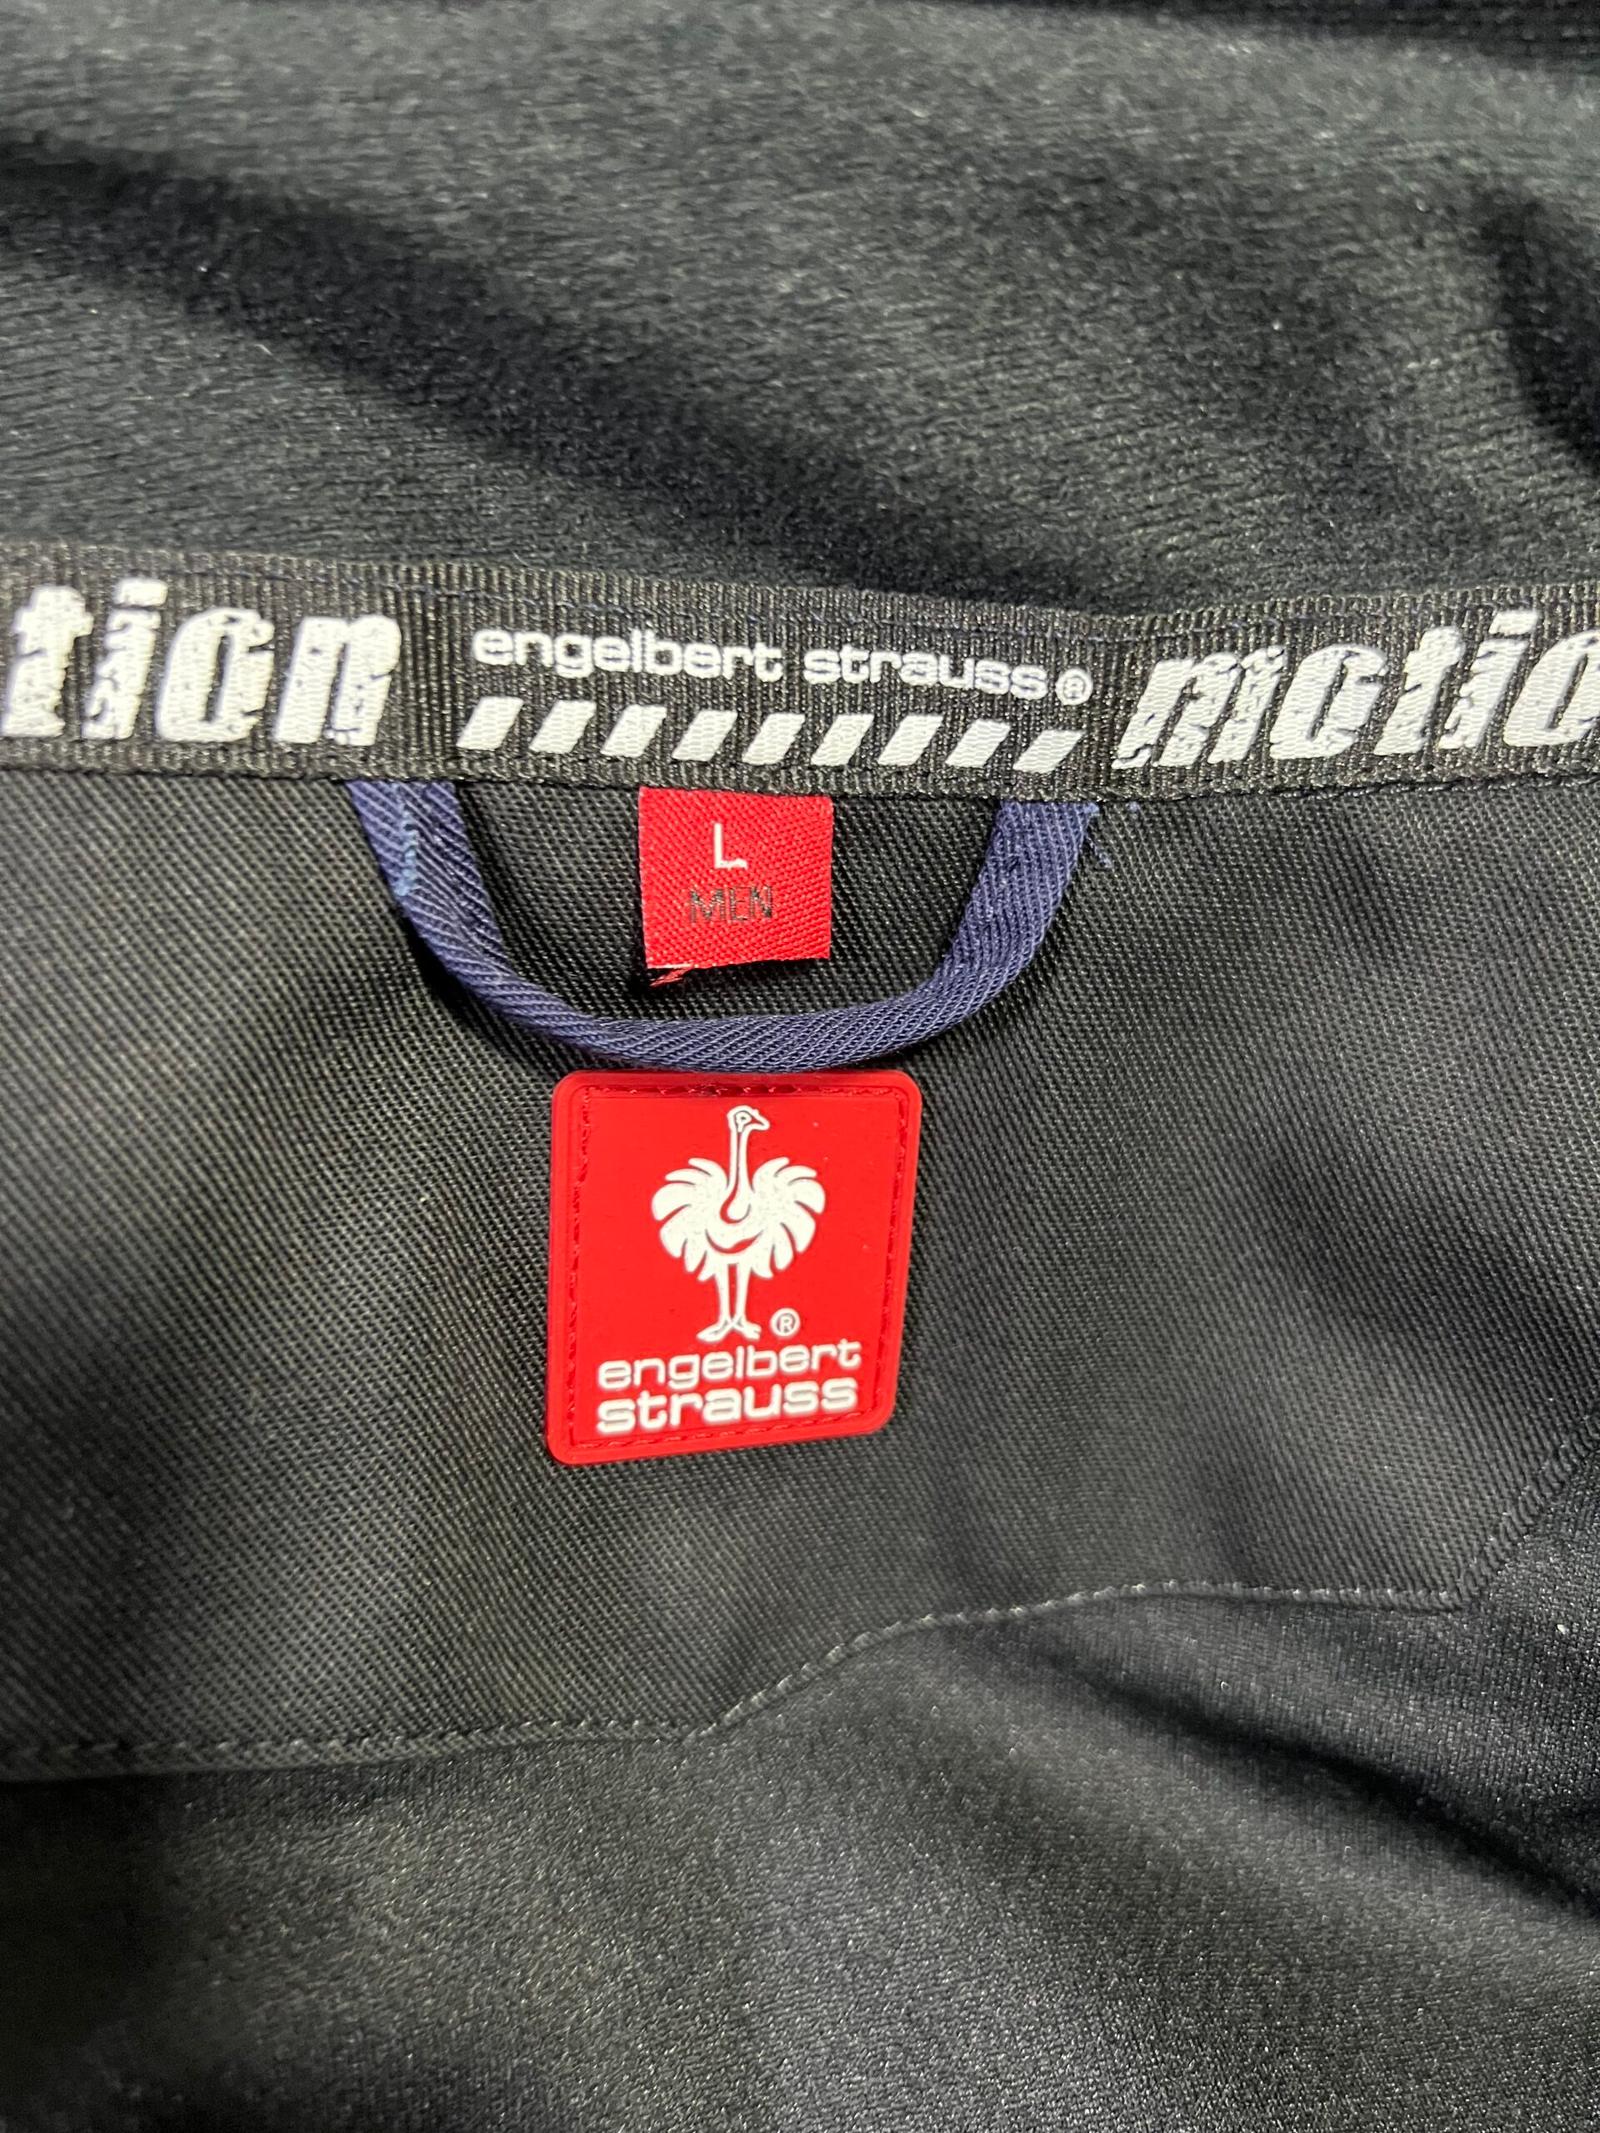 tion engelbert strauss® motio
L
MEN
®
engelbert
strauss